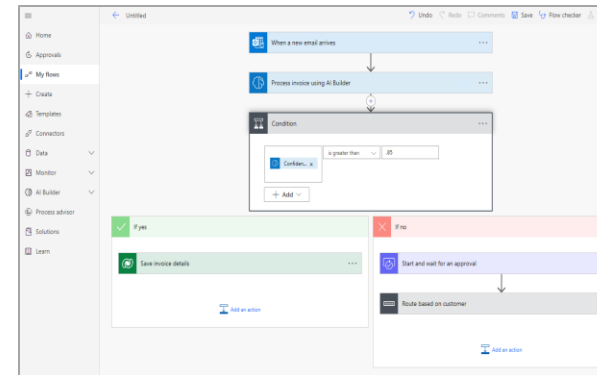 Untitled
Undo
Redo
Comments
Save
Flow checker
Home
Approvals
My flows
Create
Templates
Connectors
Data
Monitor
AI Builder
Process advisor
Solutions
Learn
When a new email arrives
Process invoice using AI Builder
Condition
Confiden... x
is greater than
.85
+ Add
If yes
Save invoice details
Add an action
If no
Start and wait for an approval
Route based on customer
Add an action